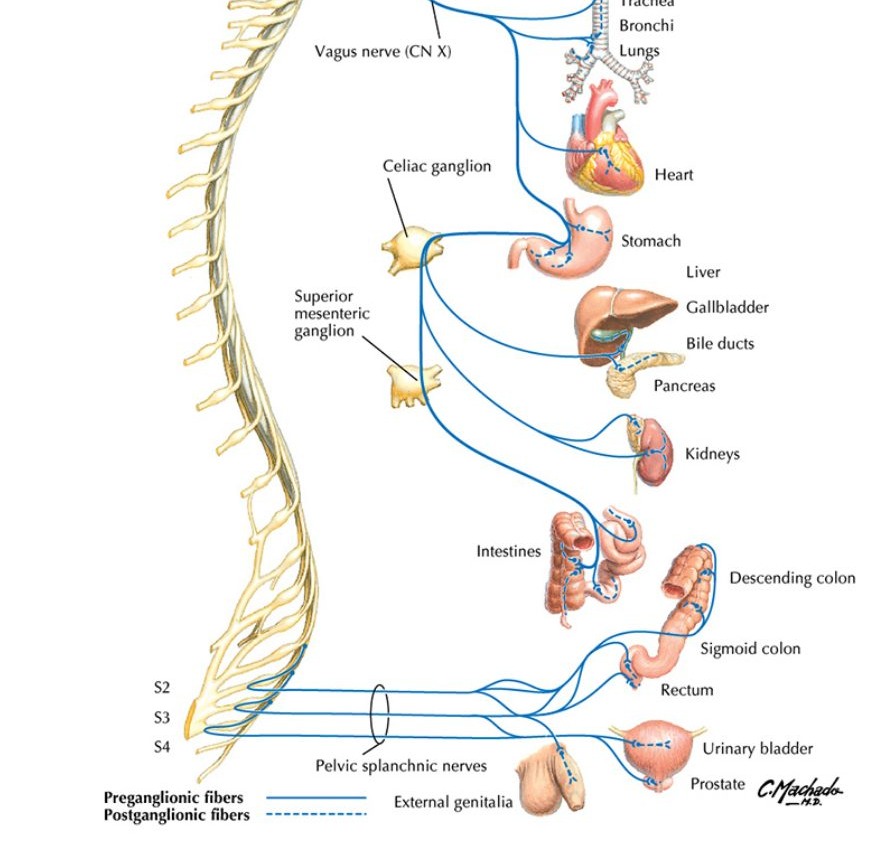 Trachea
Bronchi
Vagus nerve (CN X)
Lungs
Celiac ganglion
Heart
Stomach
Liver
Superior
mesenteric
ganglion
Gallbladder
Bile ducts
Pancreas
Kidneys
Intestines
Descending colon
Sigmoid colon
S2
Rectum
S3
S4
Urinary bladder
Pelvic splanchnic nerves
Prostate
C.Machado
M.D.
Preganglionic fibers
External genitalia
Postganglionic fibers